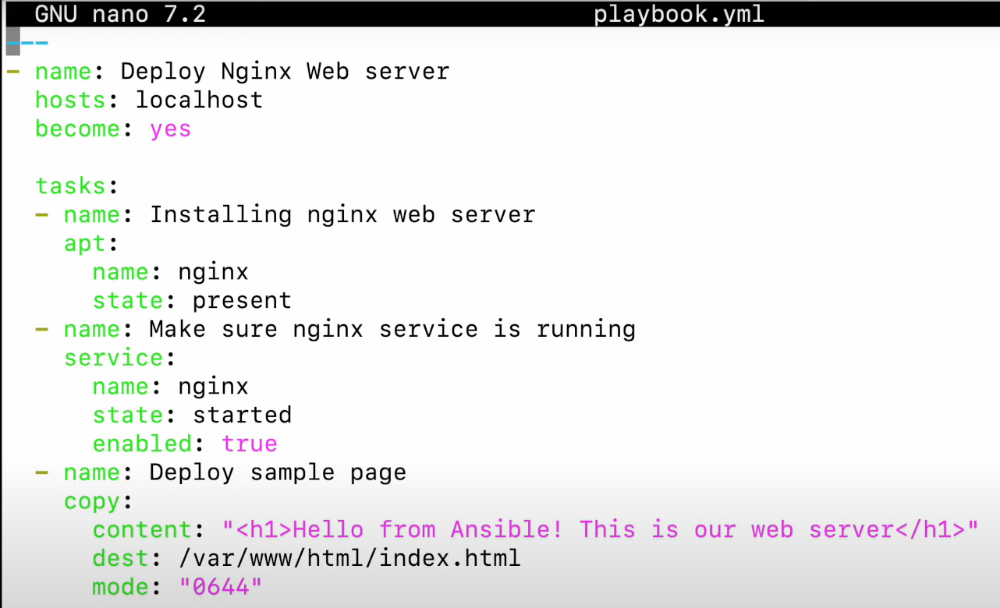 GNU nano 7.2 playbook.yml
---
- name: Deploy Nginx Web server
  hosts: localhost
  become: yes

  tasks:
  - name: Installing nginx web server
    apt:
      name: nginx
      state: present
  - name: Make sure nginx service is running
    service:
      name: nginx
      state: started
      enabled: true
  - name: Deploy sample page
    copy:
      content: "<h1>Hello from Ansible! This is our web server</h1>"
      dest: /var/www/html/index.html
      mode: "0644"